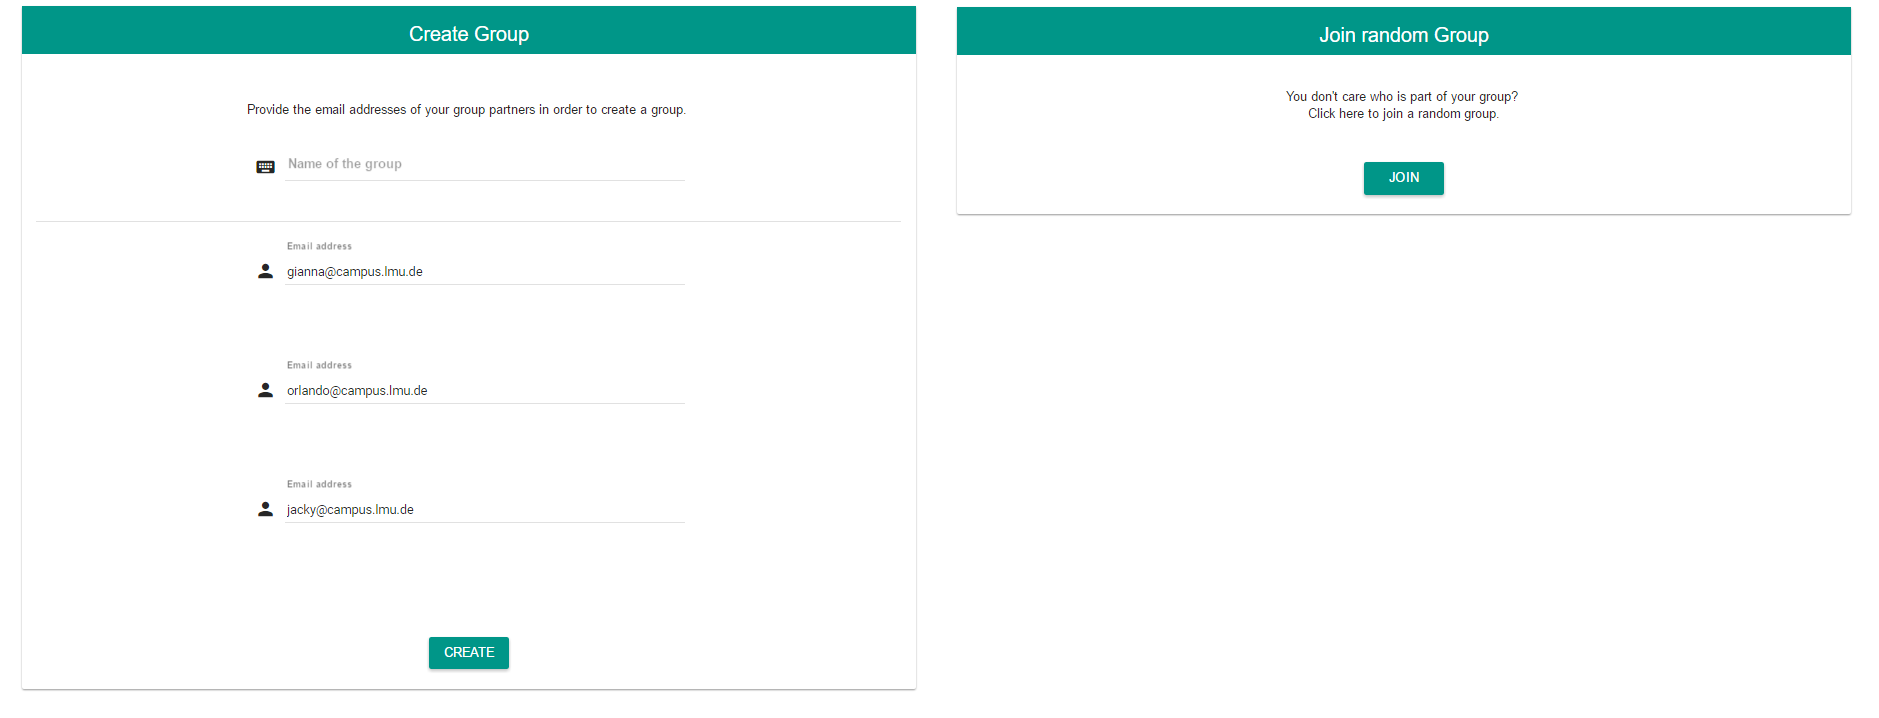 Create Group
Provide the email addresses of your group partners in order to create a group.
Name of the group
Email address
gianna@campus.lmu.de
Email address
orlando@campus.lmu.de
Email address
jacky@campus.lmu.de
CREATE
Join random Group
You don't care who is part of your group?
Click here to join a random group.
JOIN